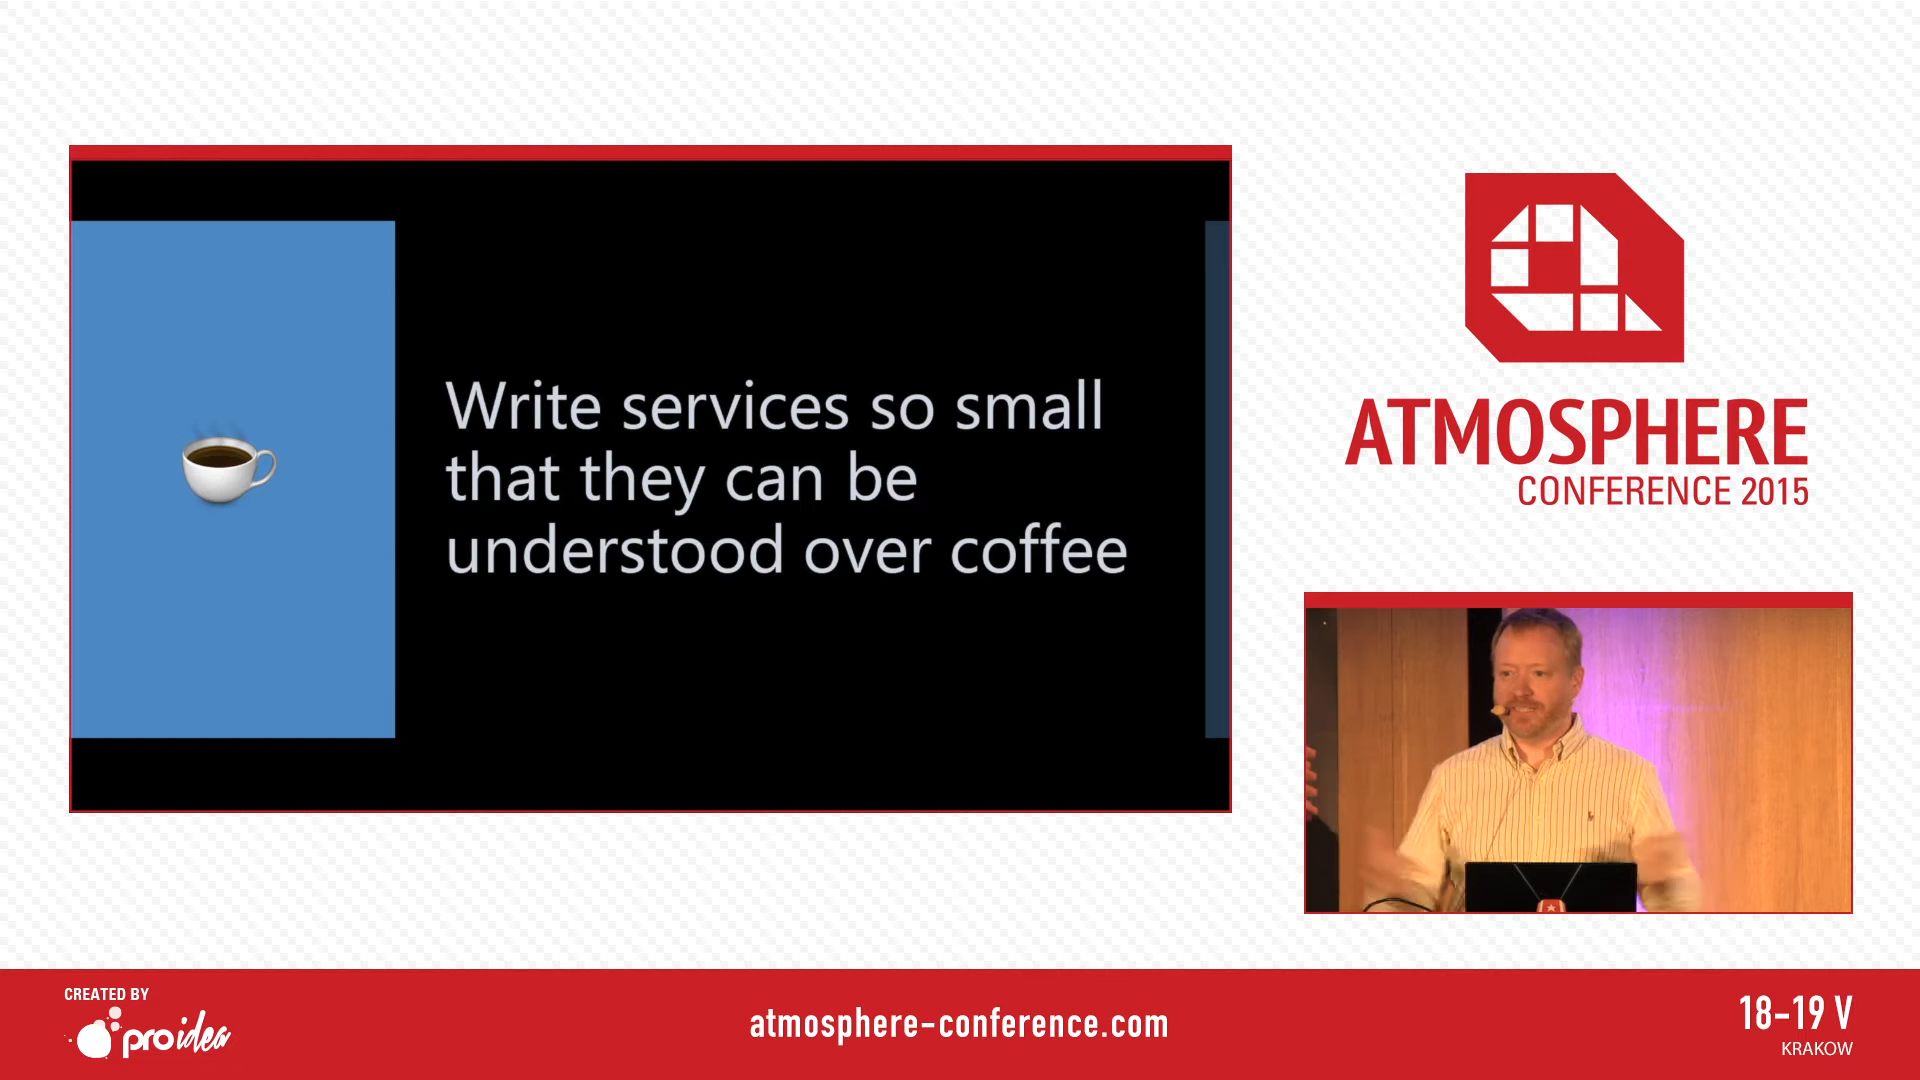 Write services so small
that they can be
understood over coffee
ATMOSPHERE
CONFERENCE 2015
CREATED BY
proidea
atmosphere-conference.com
18-19 V
KRAKOW